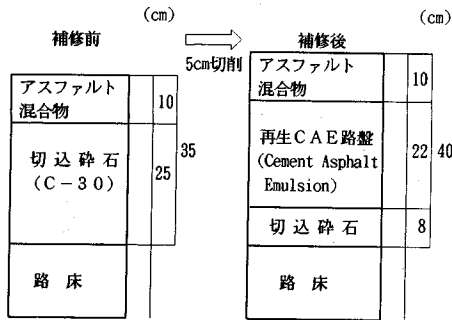 (cm)
補修前
5cm切削
(cm)
補修後
アスファルト
混合物
10
切込砕石
(C-30)
25
35
路床
アスファルト
混合物
10
再生CAE路盤
(Cement Asphalt
Emulsion)
22
40
切込砕石
8
路床